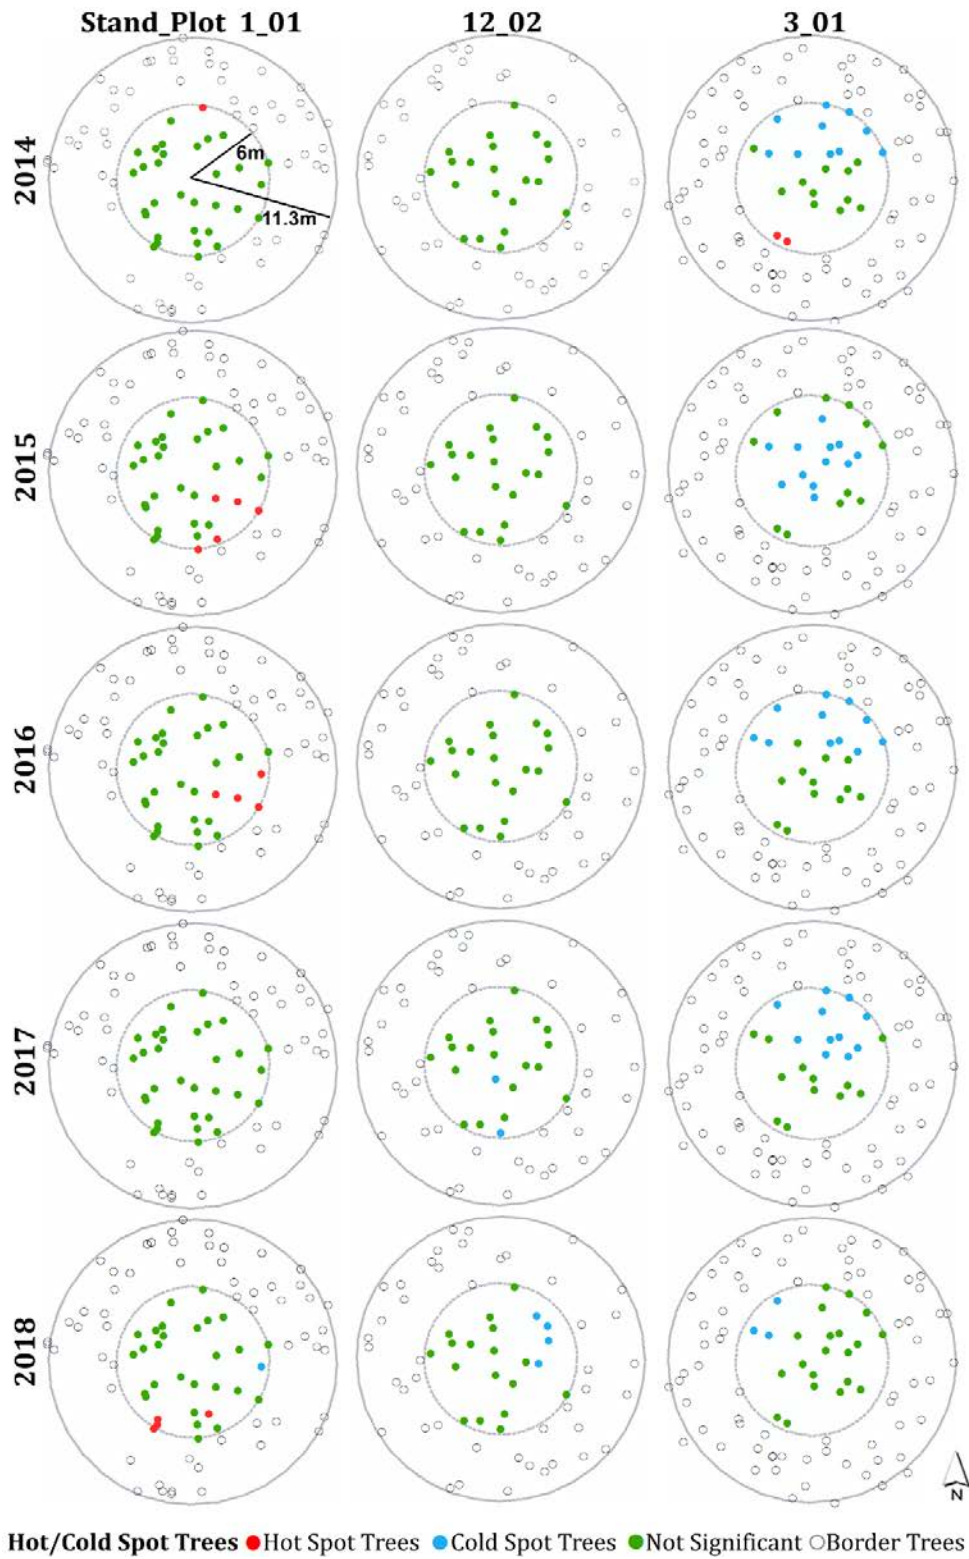 Stand_Plot 1_01 12_02 3_01
2014
6m
11.3m
2015
2016
2017
2018
N
Hot/Cold Spot Trees Hot Spot Trees Cold Spot Trees Not Significant Border Trees